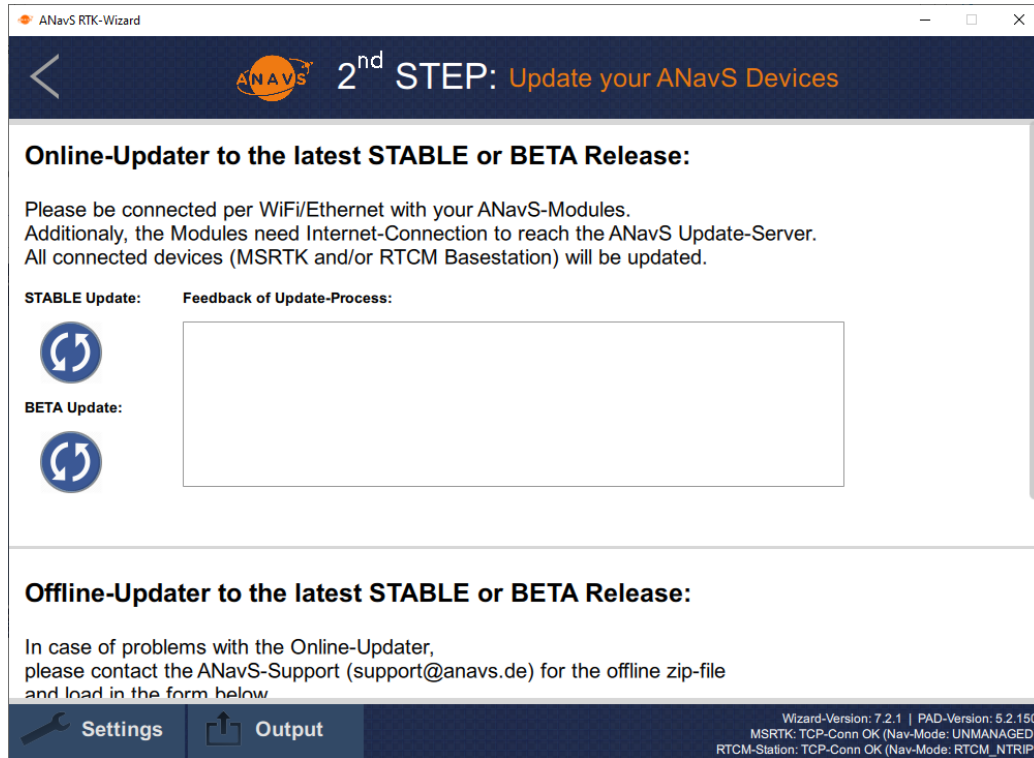 ANavS RTK-Wizard
ANAVS
2nd STEP: Update your ANavS Devices
Online-Updater to the latest STABLE or BETA Release:
Please be connected per WiFi/Ethernet with your ANavS-Modules.
Additionaly, the Modules need Internet-Connection to reach the ANavS Update-Server.
All connected devices (MSRTK and/or RTCM Basestation) will be updated.
STABLE Update:
Feedback of Update-Process:
BETA Update:
Offline-Updater to the latest STABLE or BETA Release:
In case of problems with the Online-Updater,
please contact the ANavS-Support (support@anavs.de) for the offline zip-file
and load in the form below
Settings
Output
Wizard-Version: 7.2.1 | PAD-Version: 5.2.150
MSRTK: TCP-Conn OK (Nav-Mode: UNMANAGED
RTCM-Station: TCP-Conn OK (Nav-Mode: RTCM_NTRIP